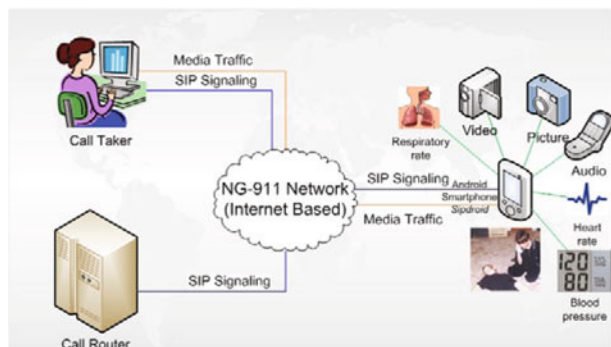 Media Traffic
SIP Signaling
Call Taker
Video
Picture
Respiratory
rate
Audio
NG-911 Network
(Internet Based)
SIP Signaling
Android
Smartphone
Sipdroid
Media Traffic
Heart
rate
120
80
Blood
pressure
SIP Signaling
Call Router